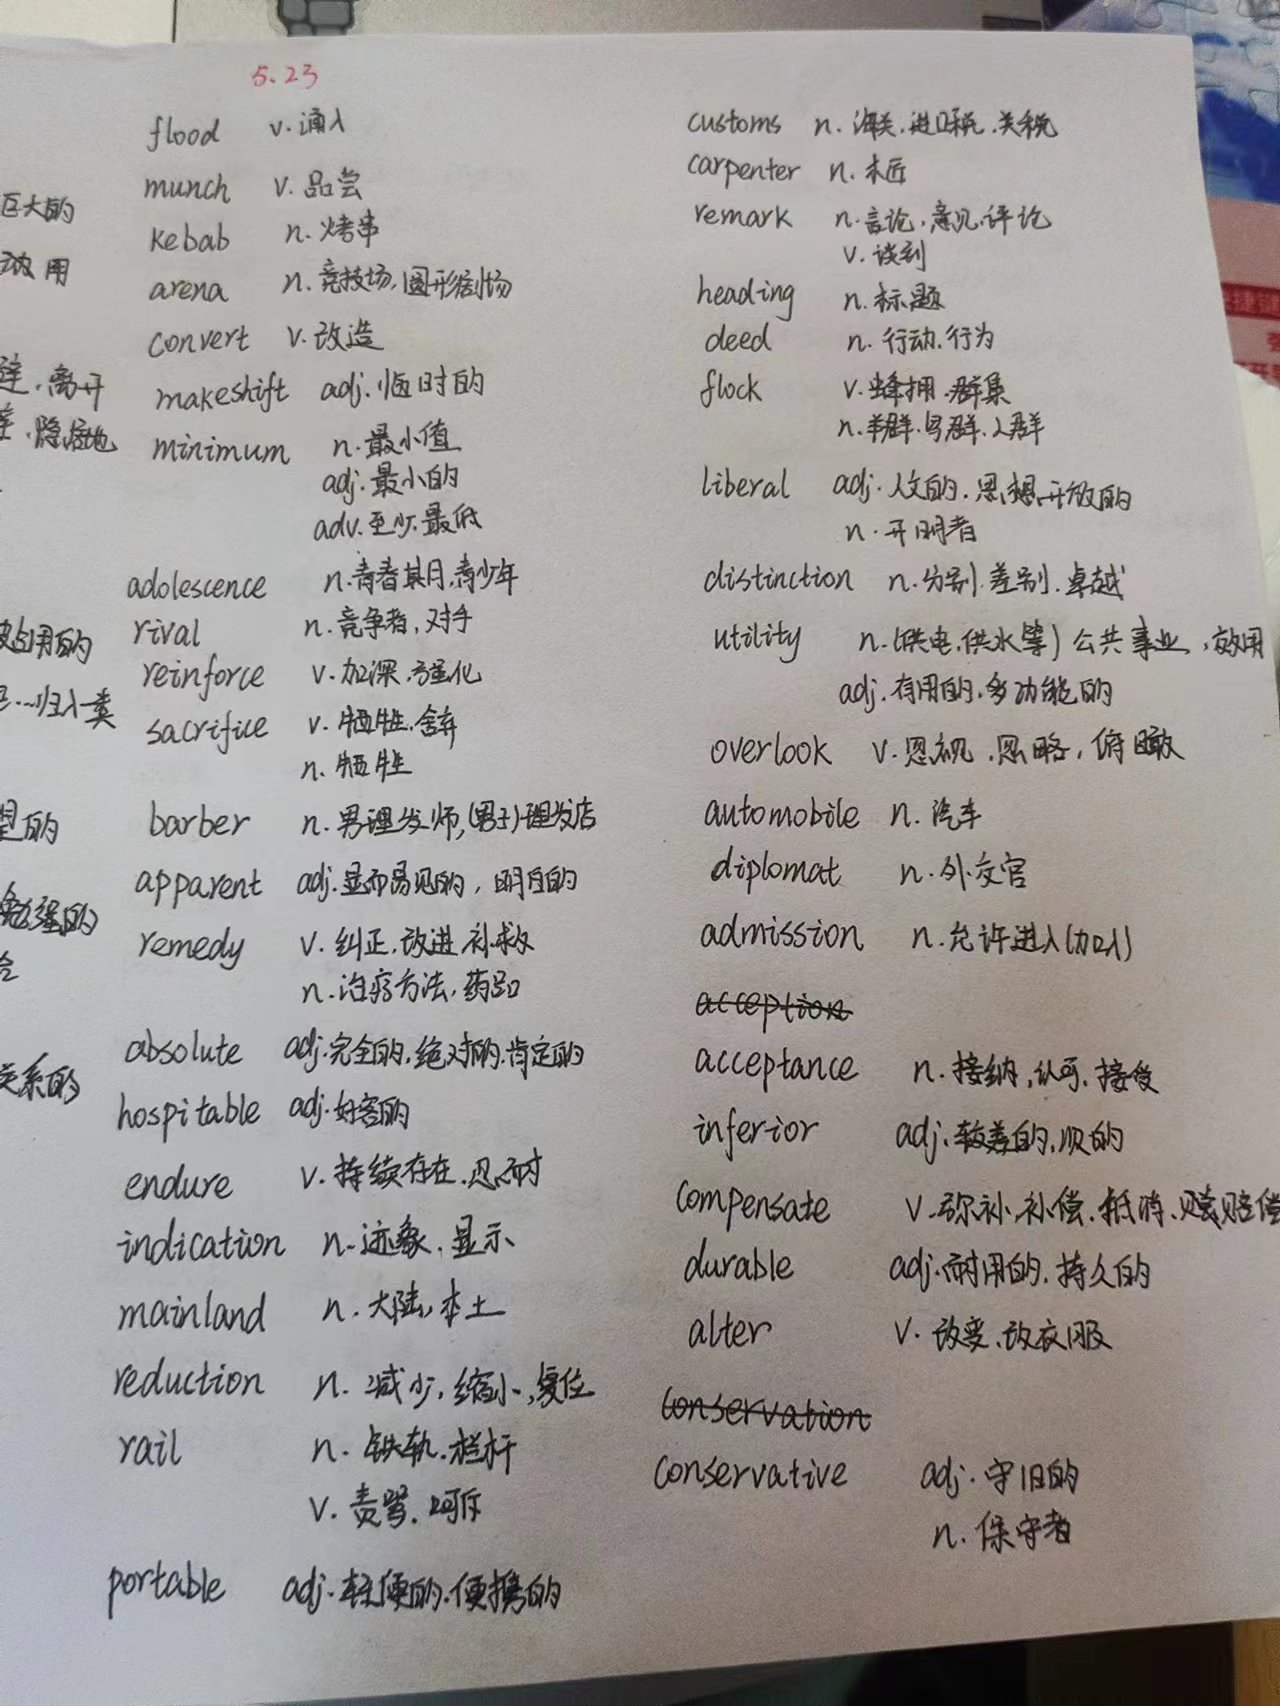 5.23
巨大的
用
离开
隐蔽地
占用的
归入一类
的
勉强的
关系的
flood v. 涌入
munch v. 品尝
kebab n. 烤串
arena n. 竞技场,圆形剧场
convert v. 改造
makeshift adj. 临时的
minimum n. 最小值
adj. 最小的
adv. 至少.最低
adolescence n. 青春期,青少年
rival n. 竞争者,对手
reinforce v. 加深.强化
sacrifice v. 牺牲.舍弃
n. 牺牲
barber n. 男理发师,(男子)理发店
apparent adj. 显而易见的,明白的
remedy v. 纠正.改进.补救
n. 治疗方法,药品
absolute adj. 完全的,绝对的.肯定的
hospitable adj. 好客的
endure v. 持续存在.忍耐
indication n. 迹象.显示
mainland n. 大陆,本土
reduction n. 减少,缩小,复位
rail n. 铁轨.栏杆
v. 责骂.呵斥
portable adj. 轻便的.便携的
customs n. 海关.进口税.关税
carpenter n. 木匠
remark n. 言论,意见.评论
v. 谈到
heading n. 标题
deed n. 行动.行为
flock v. 蜂拥.群集
n. 羊群.鸟群.人群
liberal adj. 人文的.思想开放的
n. 开明者
distinction n. 分别.差别.卓越
utility n. (供电.供水等)公共事业,效用
adj. 有用的,多功能的
overlook v. 忽视.忽略,俯瞰
automobile n. 汽车
diplomat n. 外交官
admission n. 允许进入(加入)
acception
acceptance n. 接纳,认可.接受
inferior adj. 较差的,次的
compensate v. 弥补.补偿.抵消.赔偿
durable adj. 耐用的.持久的
alter v. 改变.改衣服
conservation
conservative adj. 守旧的
n. 保守者